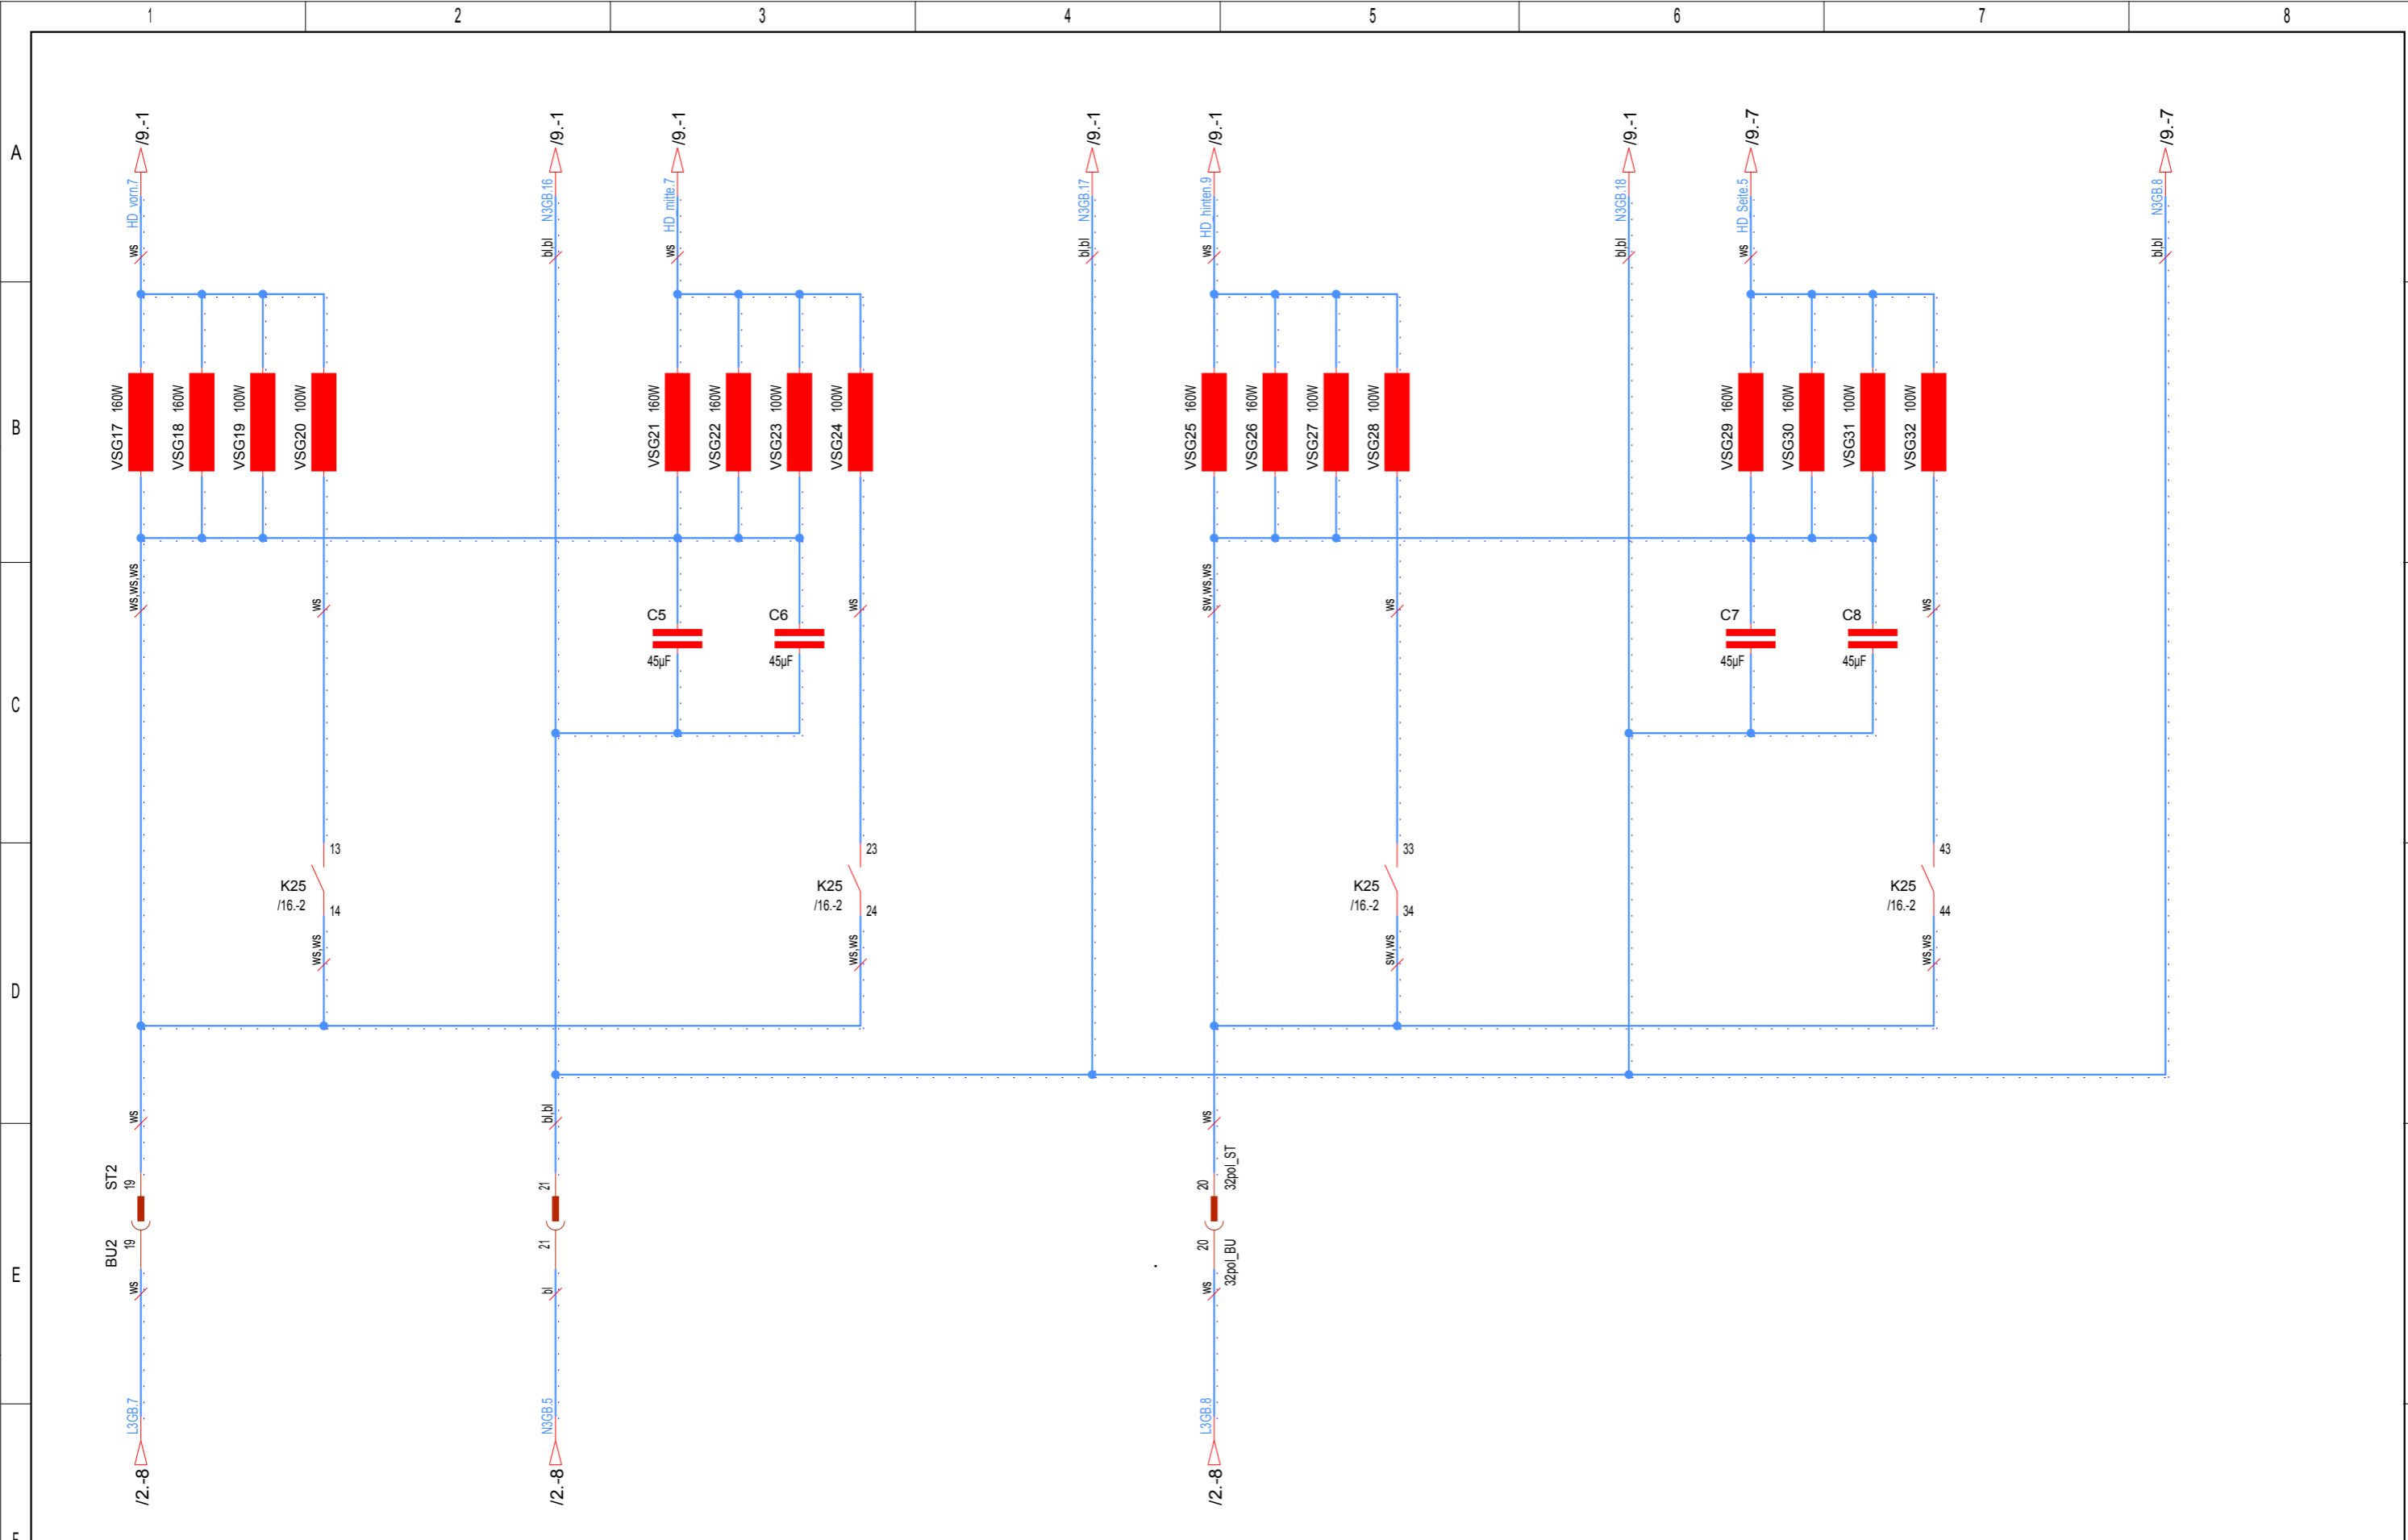 1 2 3 4 5 6 7 8
A
B
C
D
E
/9.-1 /9.-1 /9.-1 /9.-1 /9.-1 /9.-1 /9.-7 /9.-7
HD_vorn.7 N3GB.16 HD_mitte.7 N3GB.17 HD_hinten.9 N3GB.18 HD_Seite.5 N3GB.8
ws bl,bl ws bl,bl ws bl,bl ws bl,bl
VSG17 160W
VSG18 160W
VSG19 100W
VSG20 100W
VSG21 160W
VSG22 160W
VSG23 100W
VSG24 100W
VSG25 160W
VSG26 160W
VSG27 100W
VSG28 100W
VSG29 160W
VSG30 160W
VSG31 100W
VSG32 100W
ws,ws,ws ws ws sw,ws,ws ws ws
C5 C6 C7 C8
45µF 45µF 45µF 45µF
13 23 33 43
K25 K25 K25 K25
/16.-2 /16.-2 /16.-2 /16.-2
14 24 34 44
ws,ws ws,ws sw,ws ws,ws
ws bl,bl ws
ST2 19 21 20 32pol_ST
BU2 19 21 20 32pol_BU
ws bl ws
L3GB.7 N3GB.5 L3GB.8
/2.-8 /2.-8 /2.-8